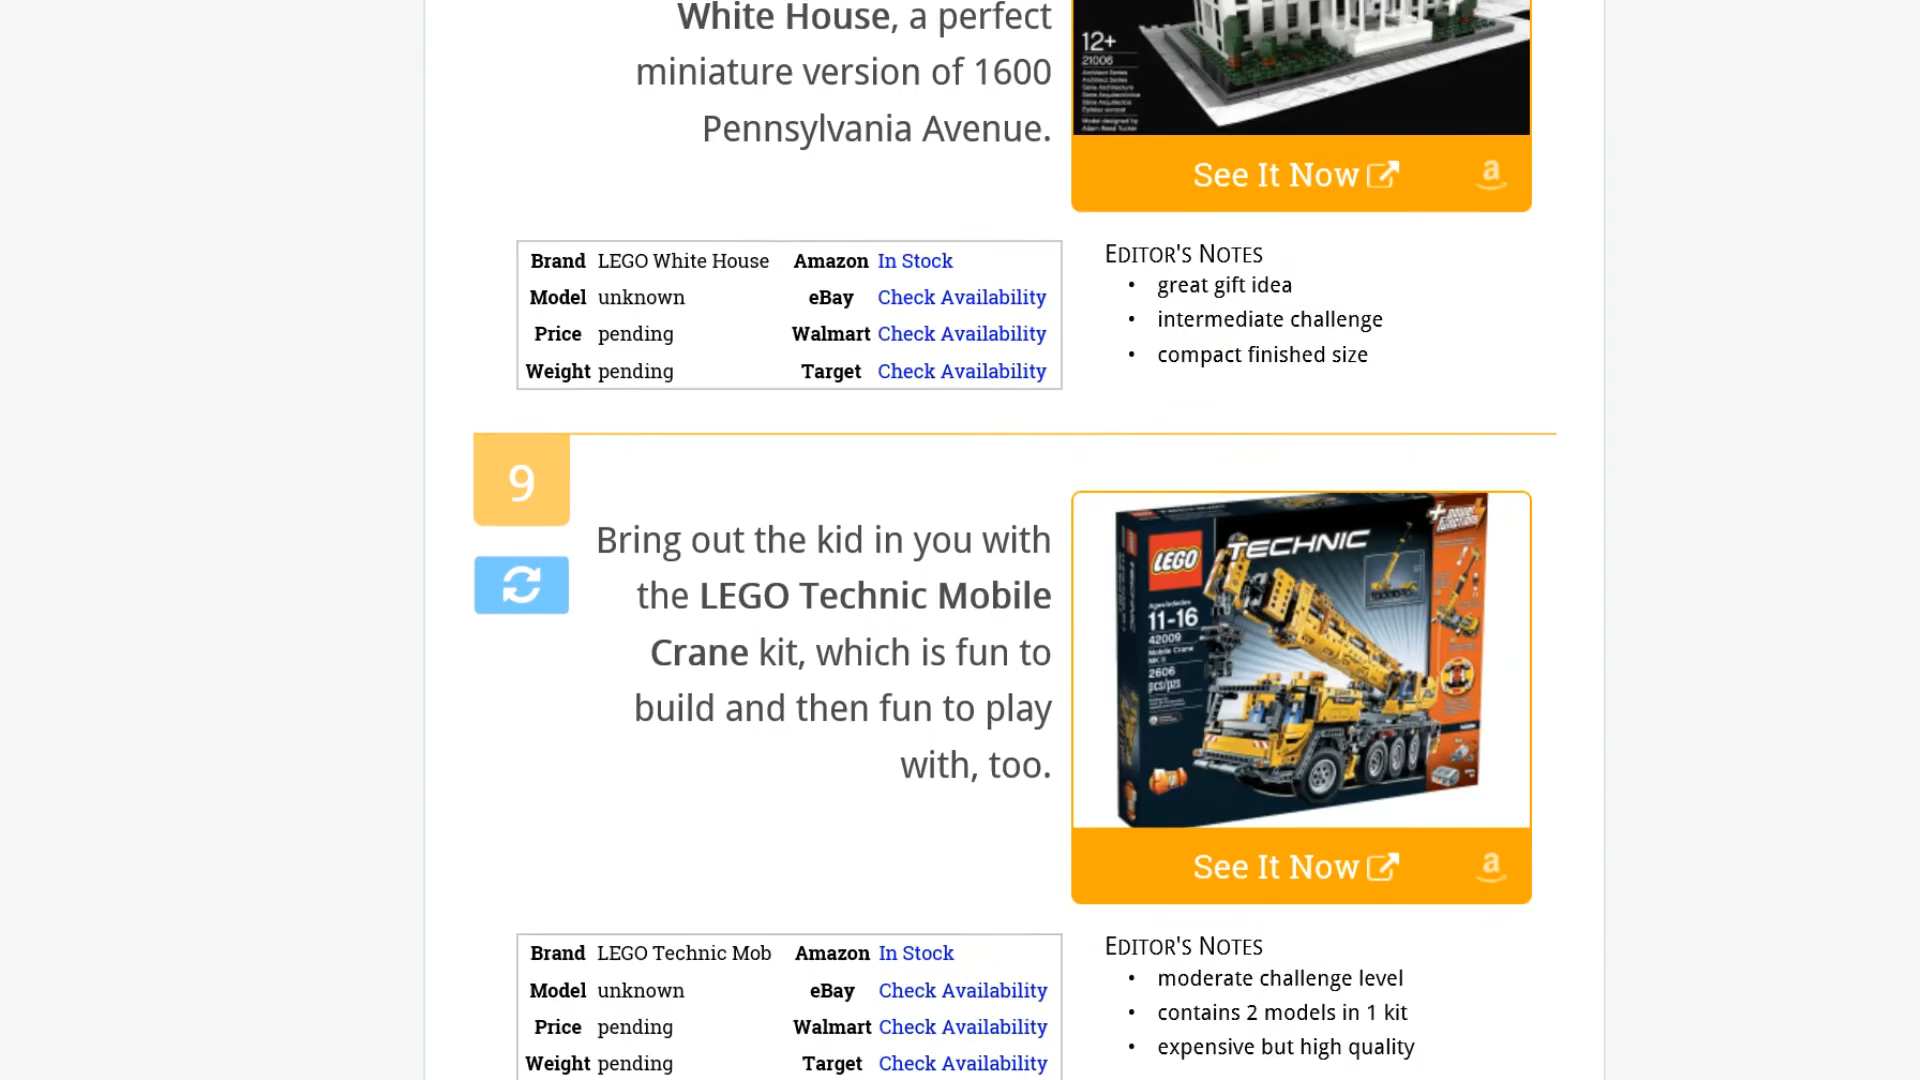 White House, a perfect
miniature version of 1600
Pennsylvania Avenue.
12+
21006
See It Now
a
Brand LEGO White House Amazon In Stock
Model unknown eBay Check Availability
Price pending Walmart Check Availability
Weight pending Target Check Availability
EDITOR'S NOTES
• great gift idea
• intermediate challenge
• compact finished size
9
Bring out the kid in you with
the LEGO Technic Mobile
Crane kit, which is fun to
build and then fun to play
with, too.
LEGO
TECHNIC
11-16
42009
Mobile Crane
MK II
2606
pcs/pzs
See It Now
a
Brand LEGO Technic Mob Amazon In Stock
Model unknown eBay Check Availability
Price pending Walmart Check Availability
Weight pending Target Check Availability
EDITOR'S NOTES
• moderate challenge level
• contains 2 models in 1 kit
• expensive but high quality